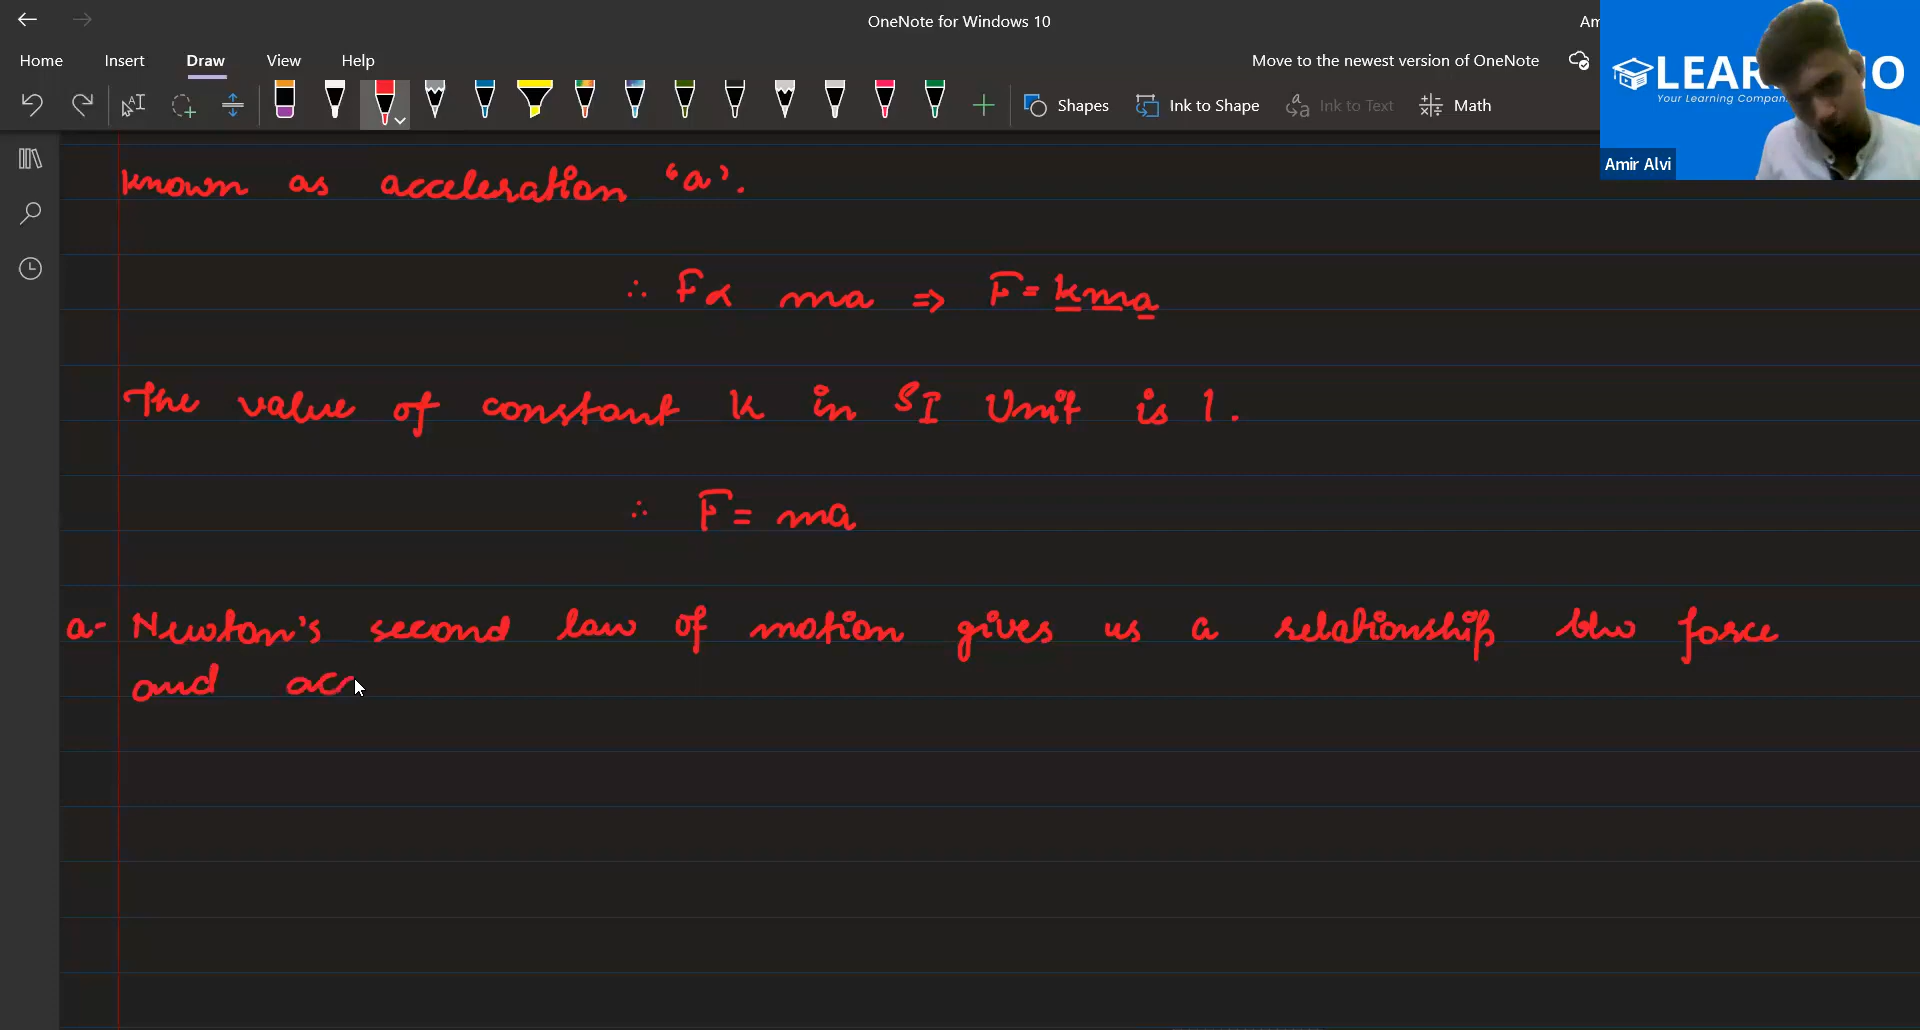 OneNote for Windows 10
Am
Home Insert Draw View Help
Move to the newest version of OneNote
Shapes Ink to Shape Ink to Text Math
LEAR NO
Your Learning Compan
Amir Alvi
known as acceleration "a".
∴ F α ma ⇒ F = kma
The value of constant k in SI Unit is 1.
∴ F = ma
a- Newton's second law of motion gives us a relationship b/w force
and acc